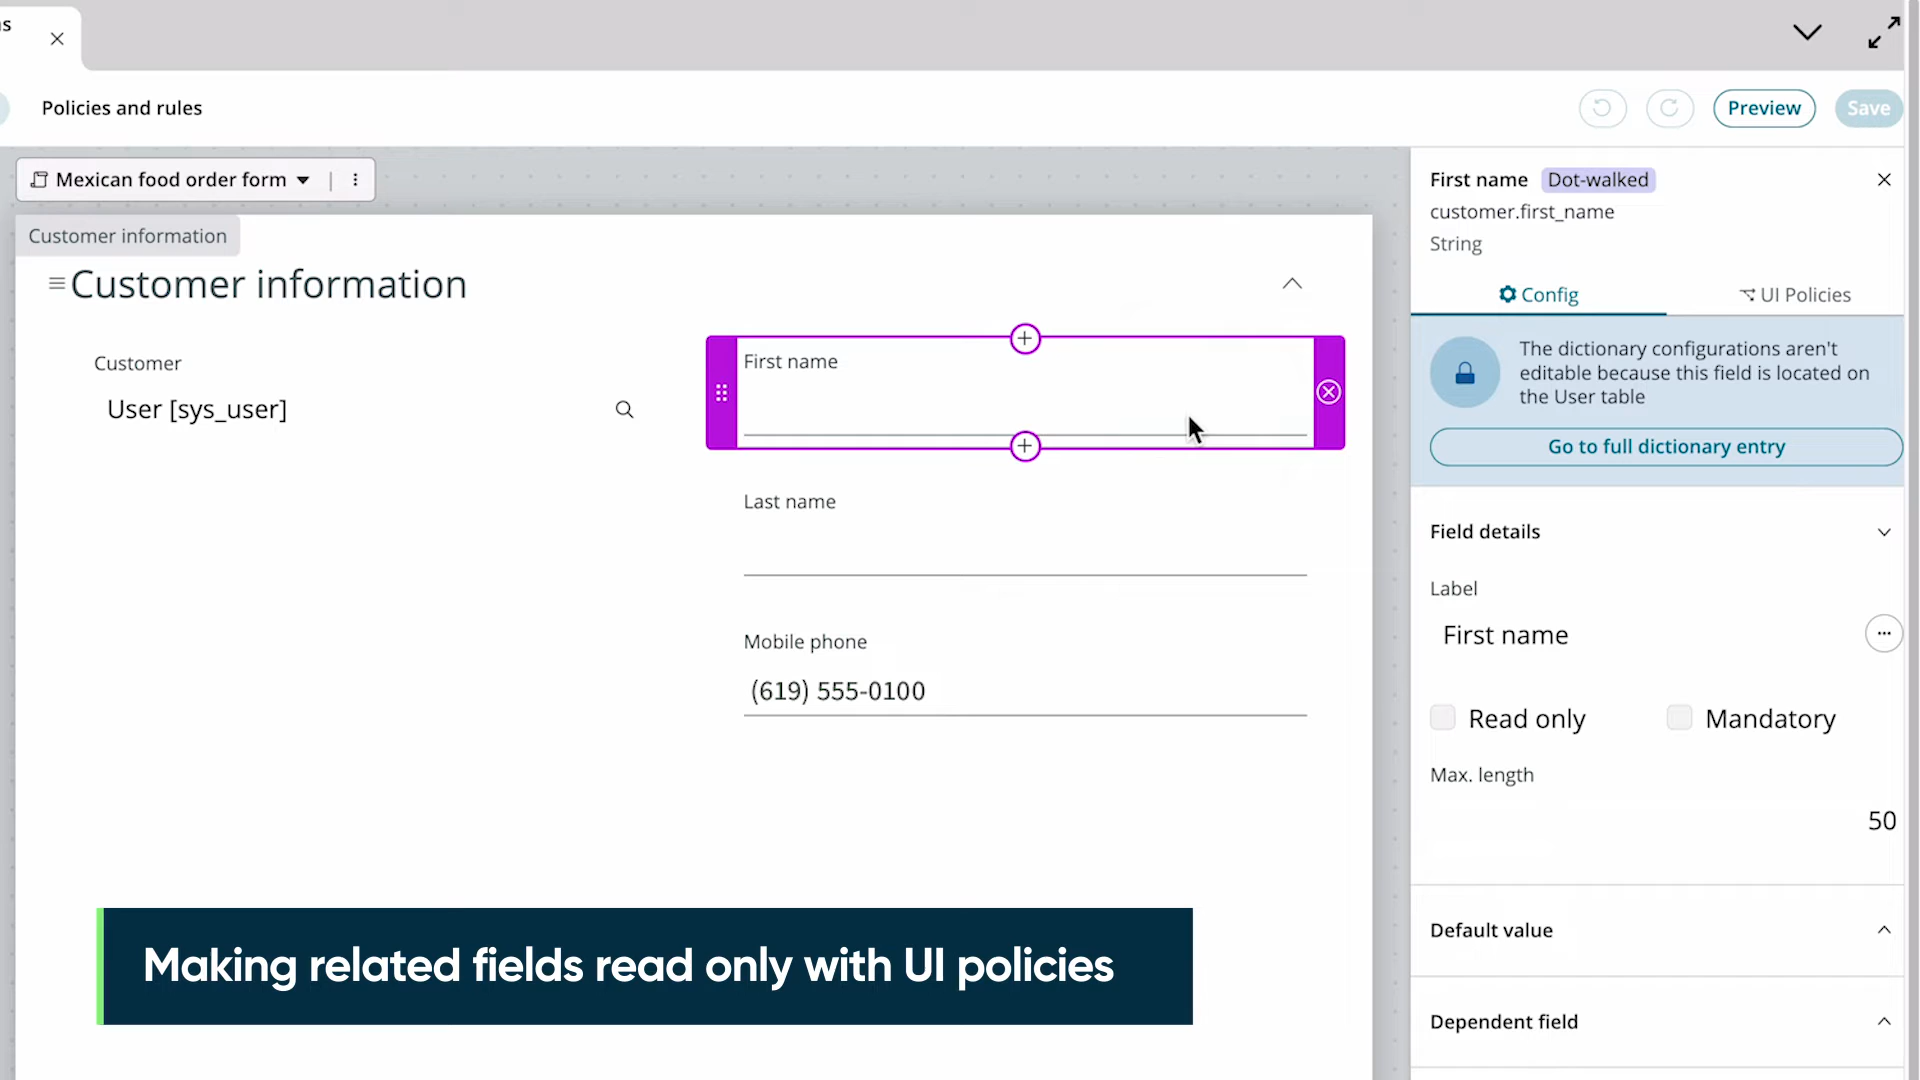 s
Policies and rules
Preview
Save
Mexican food order form
Customer information
Customer information
Customer
User [sys_user]
First name
Last name
Mobile phone
(619) 555-0100
First name Dot-walked
customer.first_name
String
Config
UI Policies
The dictionary configurations aren't
editable because this field is located on
the User table
Go to full dictionary entry
Field details
Label
First name
Read only
Mandatory
Max. length
50
Default value
Dependent field
Making related fields read only with UI policies